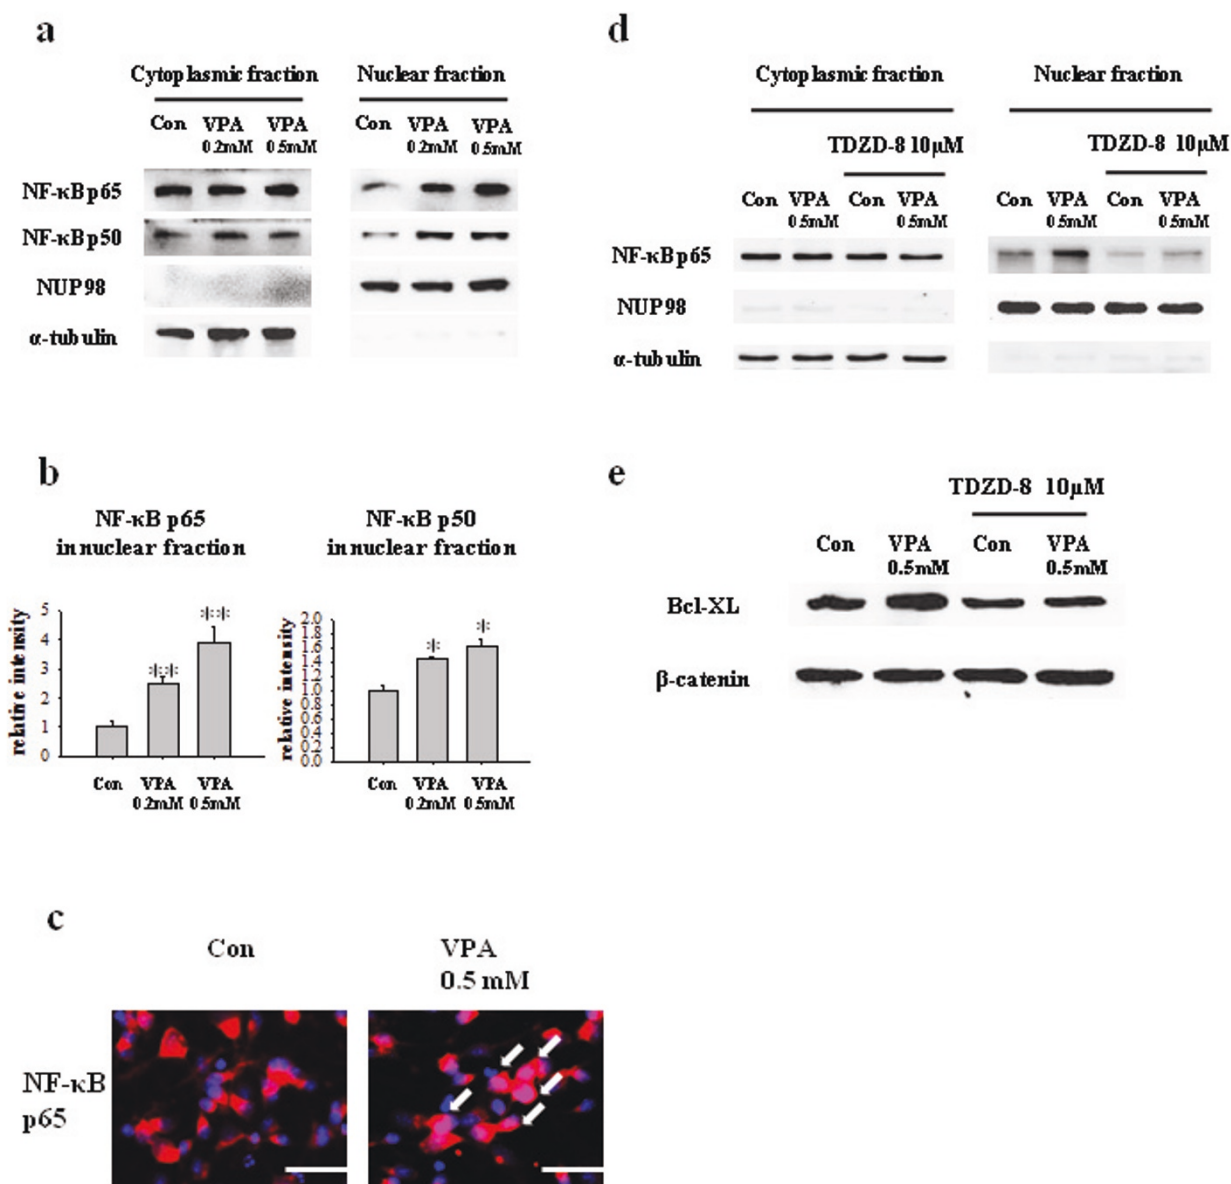 a
Cytoplasmic fraction
Nuclear fraction
Con VPA 0.2mM VPA 0.5mM
Con VPA 0.2mM VPA 0.5mM
NF-κBp65
NF-κBp50
NUP98
α-tubulin
b
NF-κB p65
in nuclear fraction
relative intensity
5
4
3
2
1
0
** **
Con VPA 0.2mM VPA 0.5mM
NF-κB p50
in nuclear fraction
relative intensity
2.0
1.8
1.6
1.4
1.2
1.0
0.8
0.6
0.4
0.2
0.0
* *
Con VPA 0.2mM VPA 0.5mM
c
Con
VPA
0.5 mM
NF-κB
p65
d
Cytoplasmic fraction
Nuclear fraction
TDZD-8 10μM
TDZD-8 10μM
Con VPA 0.5mM Con VPA 0.5mM
Con VPA 0.5mM Con VPA 0.5mM
NF-κBp65
NUP98
α-tubulin
e
TDZD-8 10μM
Con VPA 0.5mM Con VPA 0.5mM
Bcl-XL
β-catenin